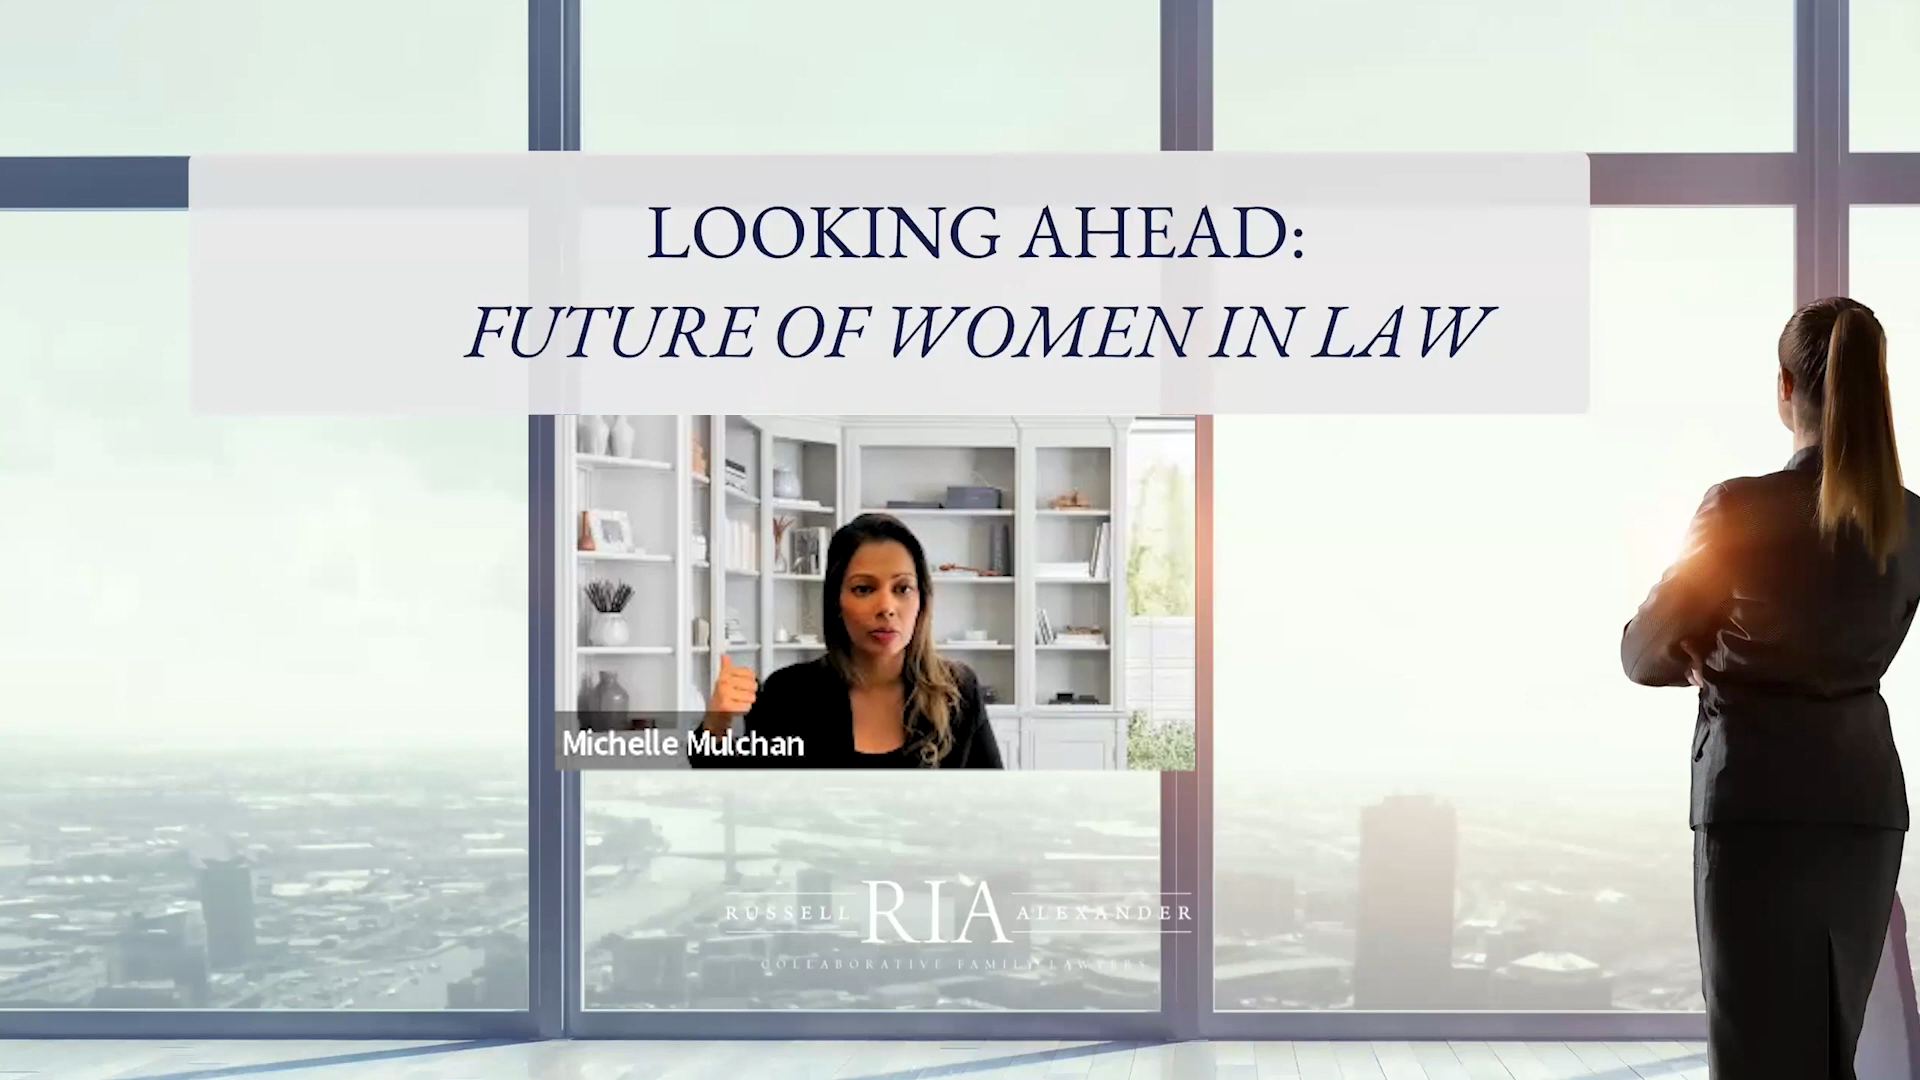 LOOKING AHEAD:
FUTURE OF WOMEN IN LAW
Michelle Mulchan
RUSSELL RIA ALEXANDER
COLLABORATIVE FAMILY LAWYERS